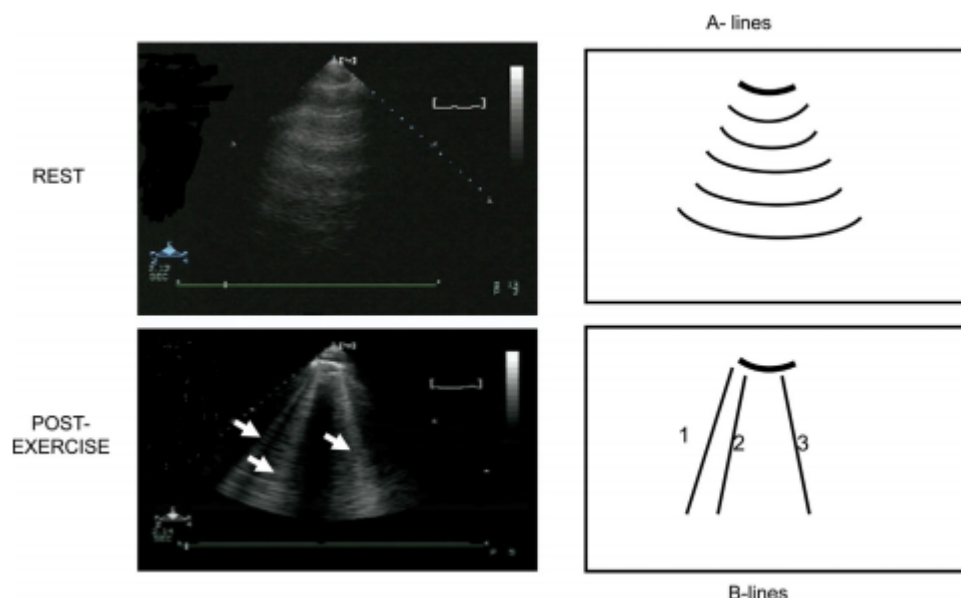 A- lines
REST
POST-
EXERCISE
1
2
3
B-lines